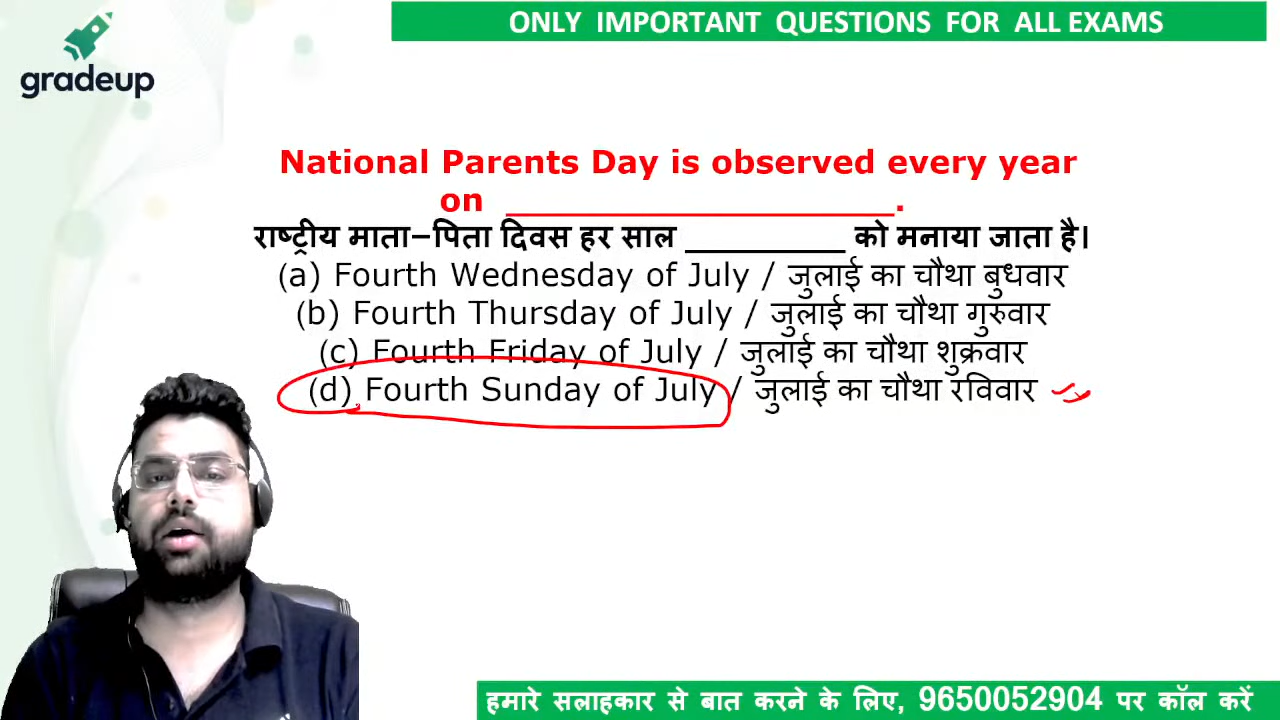 ONLY IMPORTANT QUESTIONS FOR ALL EXAMS
gradeup
National Parents Day is observed every year
on ______________________.
राष्ट्रीय माता–पिता दिवस हर साल __________ को मनाया जाता है।
(a) Fourth Wednesday of July / जुलाई का चौथा बुधवार
(b) Fourth Thursday of July / जुलाई का चौथा गुरुवार
(c) Fourth Friday of July / जुलाई का चौथा शुक्रवार
(d) Fourth Sunday of July / जुलाई का चौथा रविवार
हमारे सलाहकार से बात करने के लिए, 9650052904 पर कॉल करें